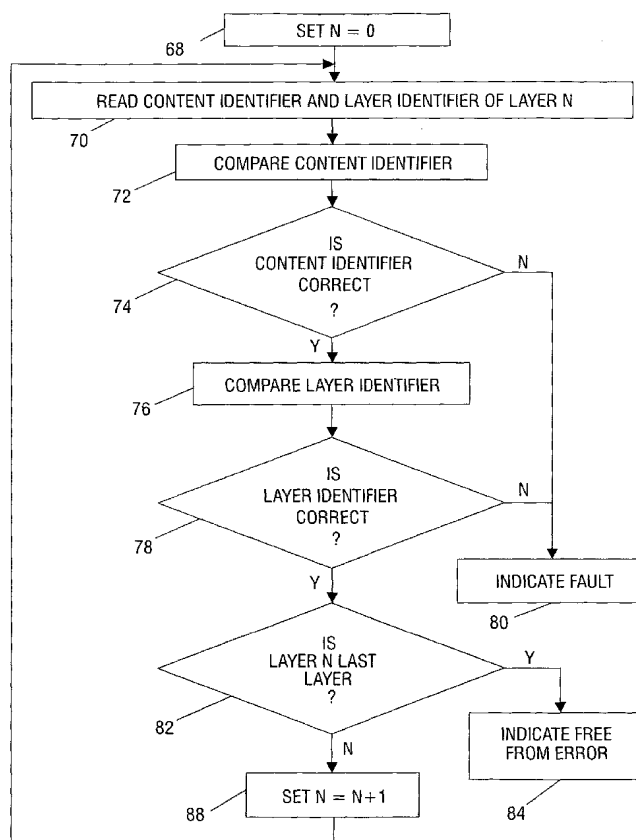 SET N = 0
68
READ CONTENT IDENTIFIER AND LAYER IDENTIFIER OF LAYER N
70
COMPARE CONTENT IDENTIFIER
72
IS
CONTENT IDENTIFIER
CORRECT
?
N
74
Y
COMPARE LAYER IDENTIFIER
76
IS
LAYER IDENTIFIER
CORRECT
?
N
78
Y
INDICATE FAULT
80
IS
LAYER N LAST
LAYER
?
Y
82
N
INDICATE FREE
FROM ERROR
84
SET N = N+1
88